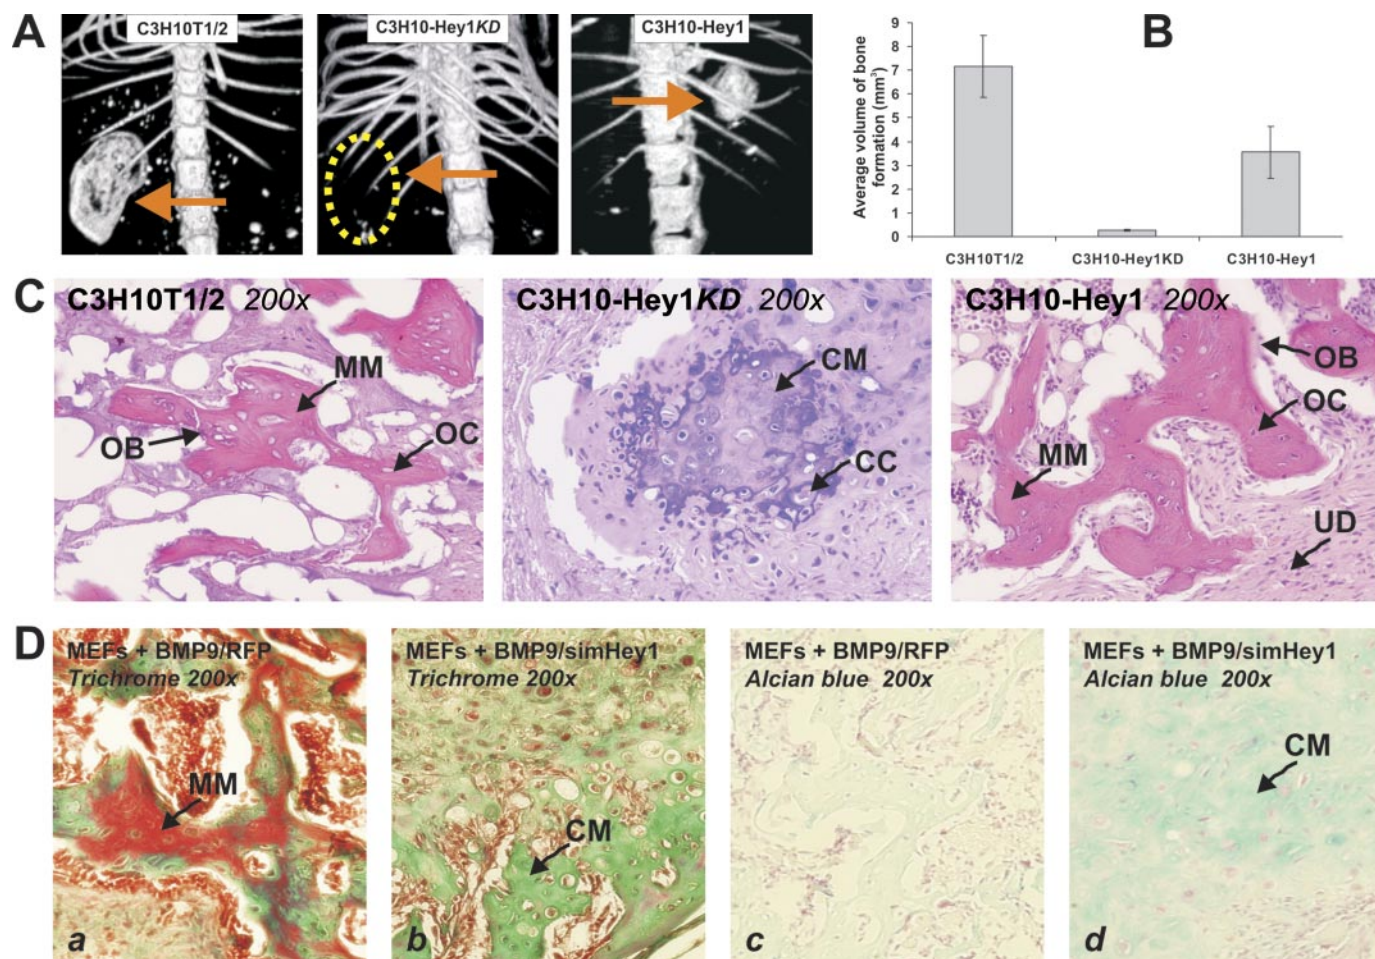 A
C3H10T1/2
C3H10-Hey1KD
C3H10-Hey1
B
Average volume of bone
formation (mm³)
9
8
7
6
5
4
3
2
1
0
C3H10T1/2
C3H10-Hey1KD
C3H10-Hey1
C
C3H10T1/2 200x
MM
OB
OC
C3H10-Hey1KD 200x
CM
CC
C3H10-Hey1 200x
OB
OC
MM
UD
D
MEFs + BMP9/RFP
Trichrome 200x
MM
a
MEFs + BMP9/simHey1
Trichrome 200x
CM
b
MEFs + BMP9/RFP
Alcian blue 200x
c
MEFs + BMP9/simHey1
Alcian blue 200x
CM
d